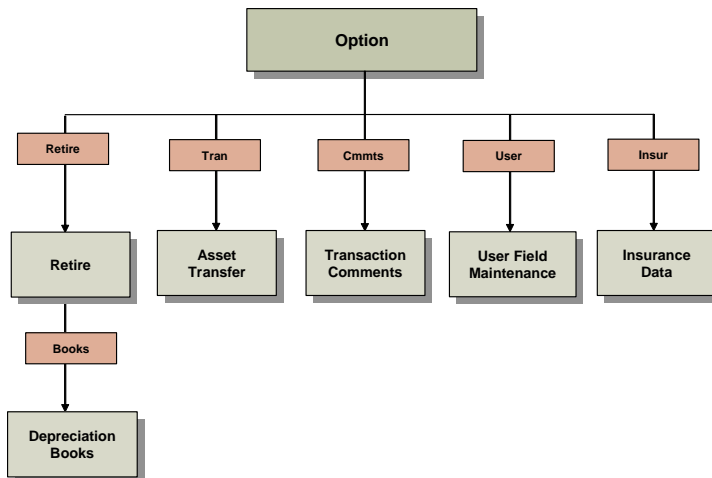 Option
Retire
Tran
Cmmts
User
Insur
Retire
Asset
Transfer
Transaction
Comments
User Field
Maintenance
Insurance
Data
Books
Depreciation
Books